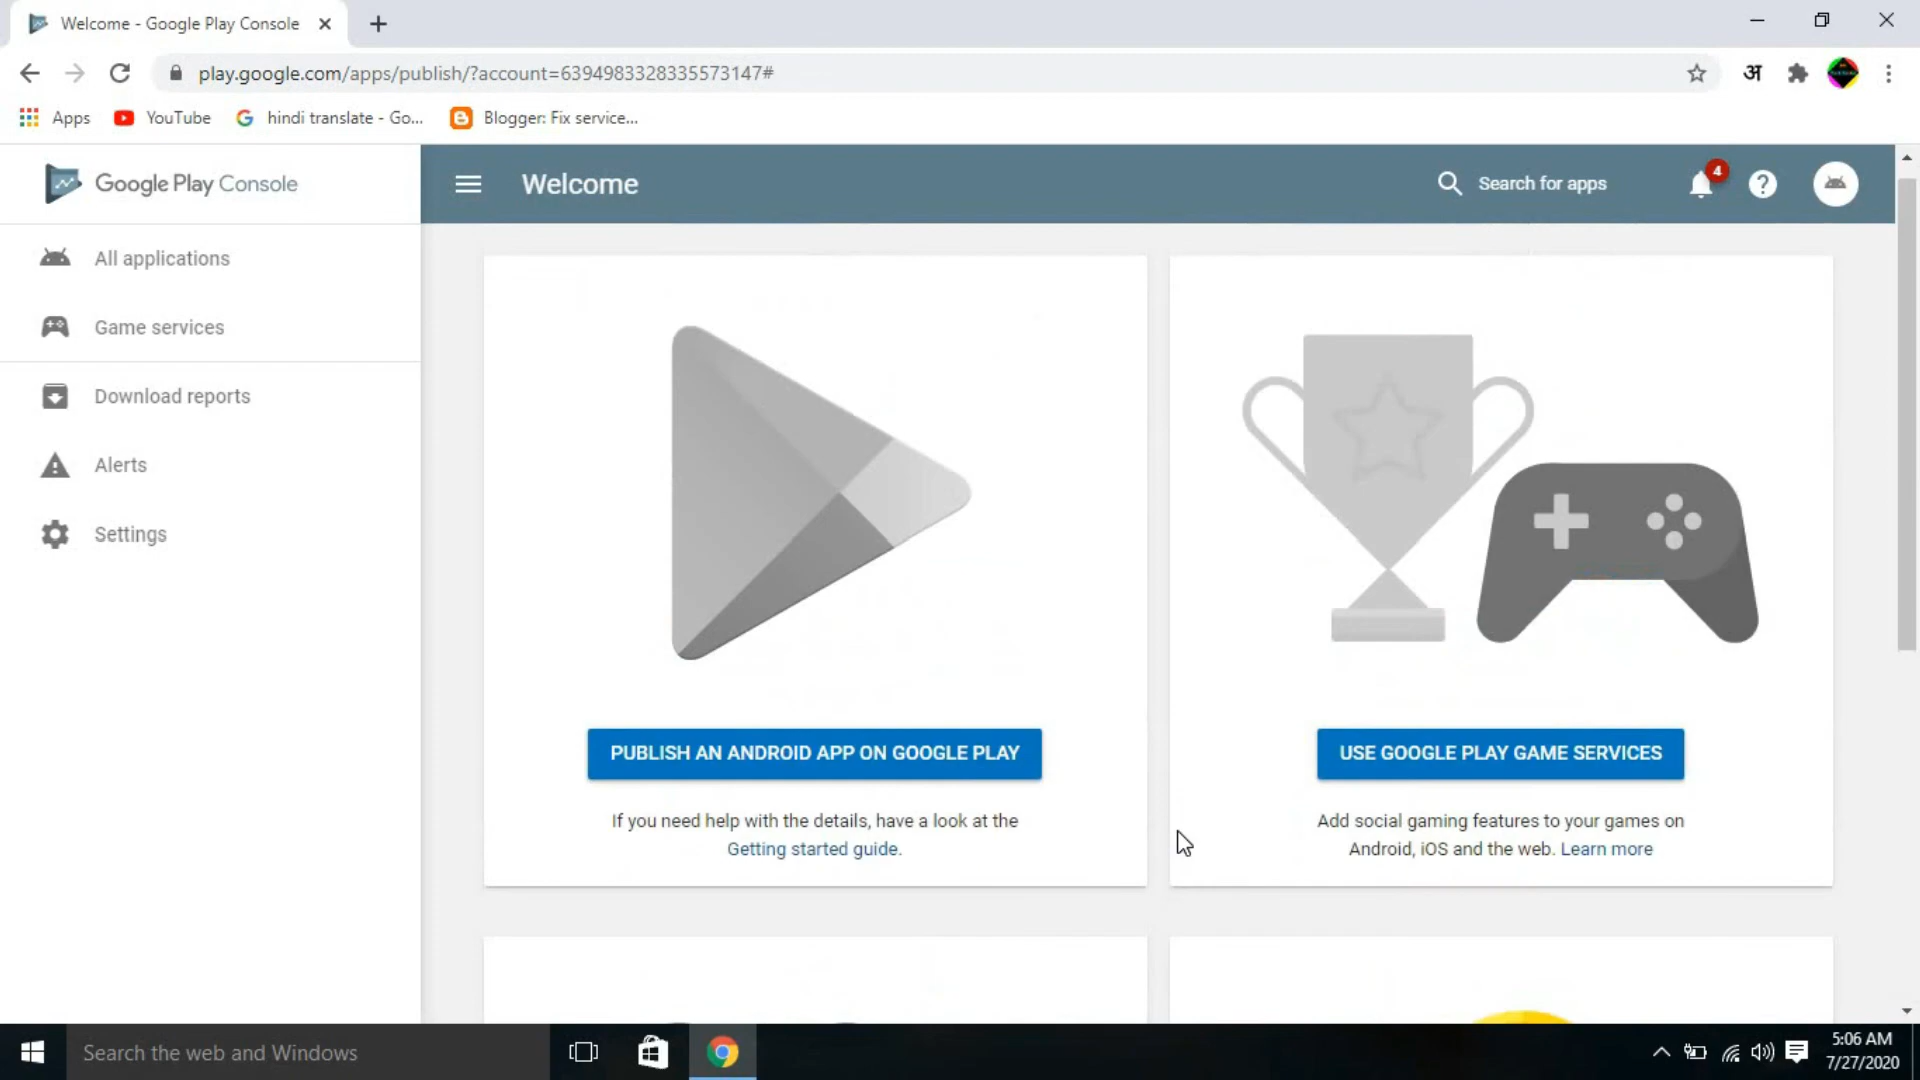 Welcome - Google Play Console
play.google.com/apps/publish/?account=6394983328335573147#
अ
Apps
YouTube
hindi translate - Go...
Blogger: Fix service...
Google Play Console
Welcome
Search for apps
4
All applications
Game services
Download reports
Alerts
Settings
PUBLISH AN ANDROID APP ON GOOGLE PLAY
If you need help with the details, have a look at the
Getting started guide.
USE GOOGLE PLAY GAME SERVICES
Add social gaming features to your games on
Android, iOS and the web. Learn more
Search the web and Windows
5:06 AM
7/27/2020